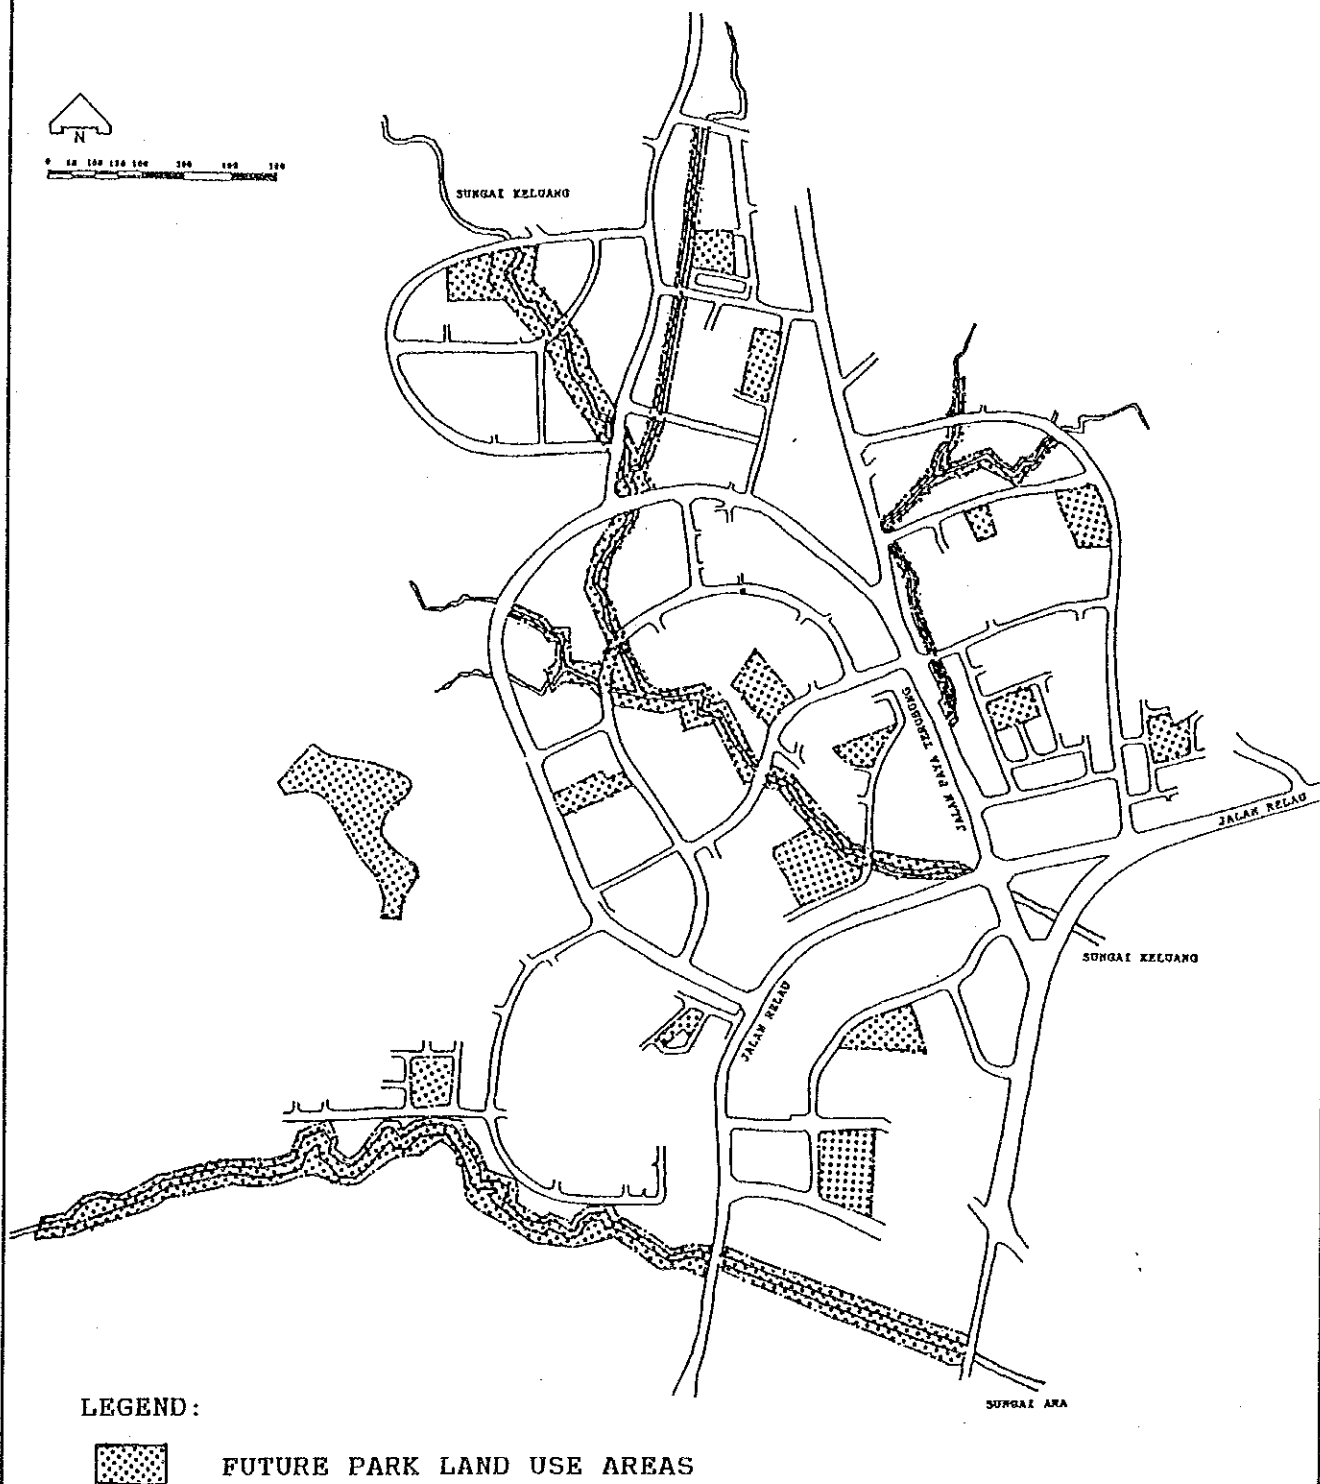 N
SUNGAI KELUANG
JALAN PAYA TERUBONG
JALAN RELAU
SUNGAI KELUANG
JALAN RELAU
SUNGAI ARA
LEGEND:
FUTURE PARK LAND USE AREAS